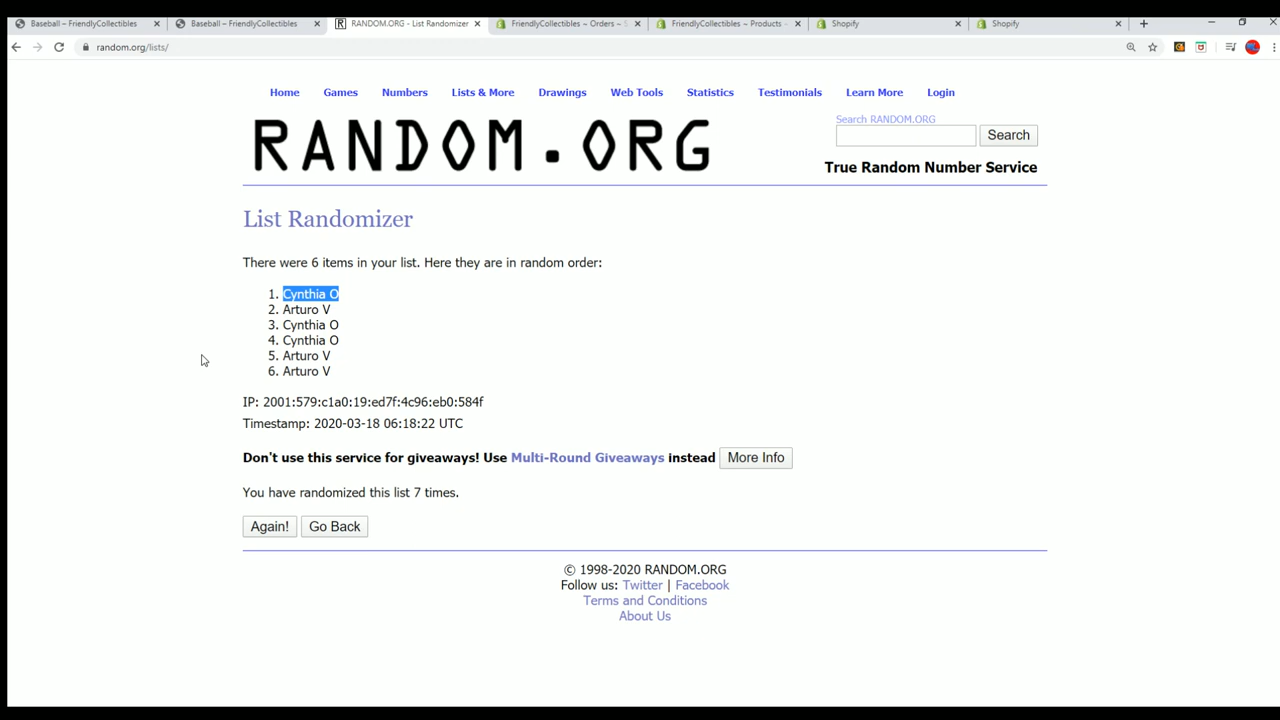 Baseball – FriendlyCollectibles
Baseball – FriendlyCollectibles
RANDOM.ORG - List Randomizer
FriendlyCollectibles ~ Orders ~ S
FriendlyCollectibles ~ Products ~
Shopify
Shopify
random.org/lists/
Home Games Numbers Lists & More Drawings Web Tools Statistics Testimonials Learn More Login
RANDOM.ORG
Search RANDOM.ORG
Search
True Random Number Service
List Randomizer
There were 6 items in your list. Here they are in random order:
1. Cynthia O
2. Arturo V
3. Cynthia O
4. Cynthia O
5. Arturo V
6. Arturo V
IP: 2001:579:c1a0:19:ed7f:4c96:eb0:584f
Timestamp: 2020-03-18 06:18:22 UTC
Don't use this service for giveaways! Use Multi-Round Giveaways instead More Info
You have randomized this list 7 times.
Again! Go Back
© 1998-2020 RANDOM.ORG
Follow us: Twitter | Facebook
Terms and Conditions
About Us